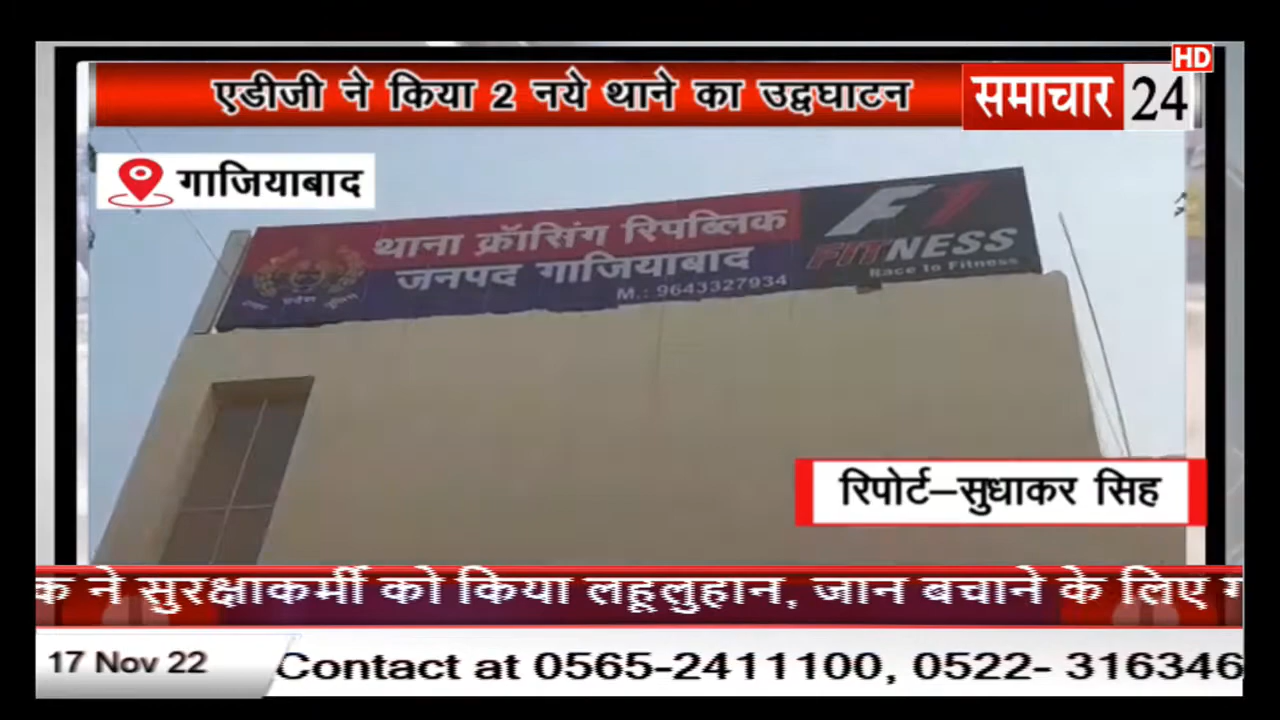 HD
एडीजी ने किया 2 नये थाने का उद्वघाटन
समाचार 24
गाजियाबाद
थाना क्रॉसिंग रिपब्लिक
जनपद गाजियाबाद
M.: 9643327934
F1
FITNESS
Race to Fitness
रिपोर्ट–सुधाकर सिह
ने सुरक्षाकर्मी को किया लहूलुहान, जान बचाने के लिए
17 Nov 22
Contact at 0565-2411100, 0522- 316346